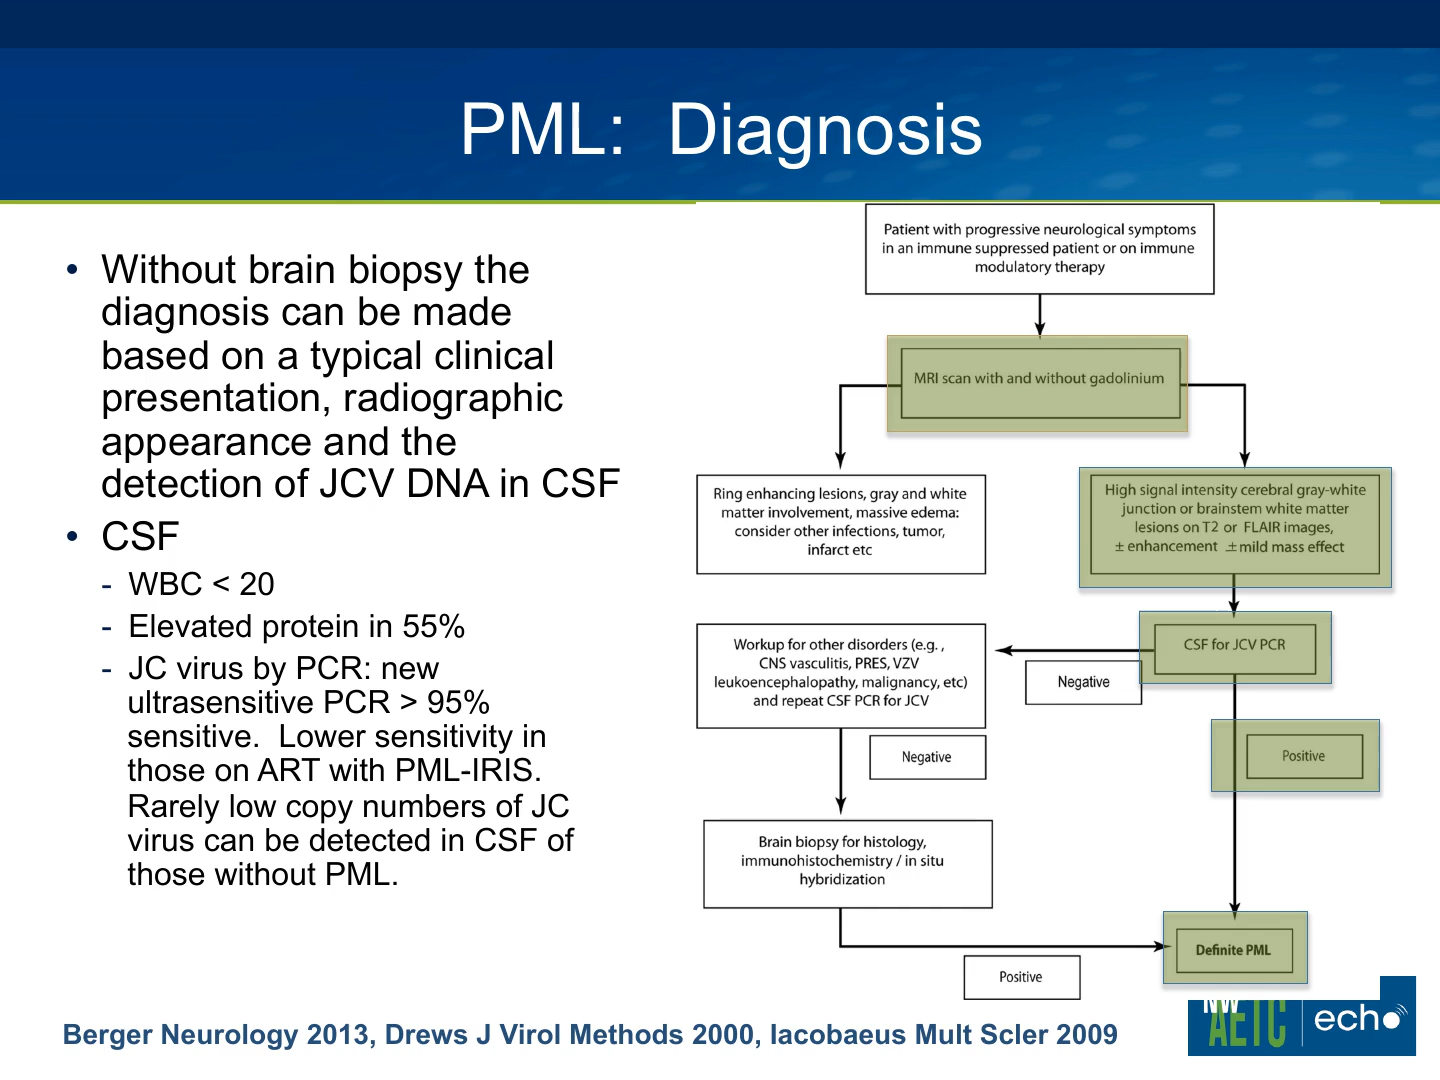 PML:  Diagnosis
• Without brain biopsy the
diagnosis can be made
based on a typical clinical
presentation, radiographic
appearance and the
detection of JCV DNA in CSF
• CSF
- WBC < 20
- Elevated protein in 55%
- JC virus by PCR: new
ultrasensitive PCR > 95%
sensitive.  Lower sensitivity in
those on ART with PML-IRIS.
Rarely low copy numbers of JC
virus can be detected in CSF of
those without PML.
Patient with progressive neurological symptoms
in an immune suppressed patient or on immune
modulatory therapy
MRI scan with and without gadolinium
Ring enhancing lesions, gray and white
matter involvement, massive edema:
consider other infections, tumor,
infarct etc
High signal intensity cerebral gray-white
junction or brainstem white matter
lesions on T2 or FLAIR images,
± enhancement ± mild mass effect
CSF for JCV PCR
Negative
Workup for other disorders (e.g. ,
CNS vasculitis, PRES, VZV
leukoencephalopathy, malignancy, etc)
and repeat CSF PCR for JCV
Positive
Negative
Brain biopsy for histology,
immunohistochemistry / in situ
hybridization
Definite PML
Positive
Berger Neurology 2013, Drews J Virol Methods 2000, Iacobaeus Mult Scler 2009
NW
AETC
echo